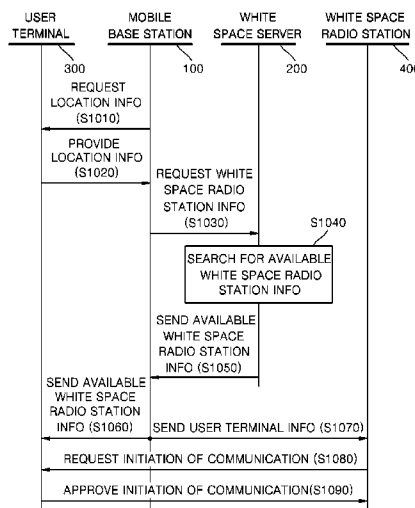 USER
TERMINAL
MOBILE
BASE STATION
WHITE
SPACE SERVER
WHITE SPACE
RADIO STATION
300
100
200
400
REQUEST
LOCATION INFO
(S1010)
PROVIDE
LOCATION INFO
(S1020)
REQUEST WHITE
SPACE RADIO
STATION INFO
(S1030)
S1040
SEARCH FOR AVAILABLE
WHITE SPACE RADIO
STATION INFO
SEND AVAILABLE
WHITE SPACE
RADIO STATION
INFO (S1050)
SEND AVAILABLE
WHITE SPACE
RADIO STATION
INFO (S1060)
SEND USER TERMINAL INFO (S1070)
REQUEST INITIATION OF COMMUNICATION (S1080)
APPROVE INITIATION OF COMMUNICATION(S1090)